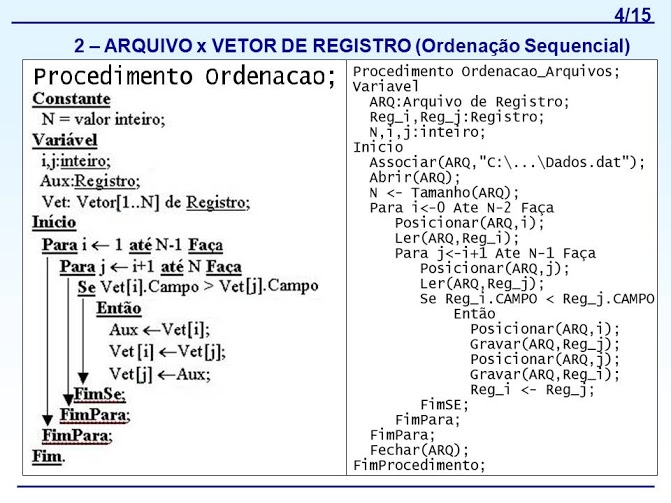 4/15
2 – ARQUIVO x VETOR DE REGISTRO (Ordenação Sequencial)
Procedimento Ordenacao;
Constante
N = valor inteiro;
Variável
i,j:inteiro;
Aux:Registro;
Vet: Vetor[1..N] de Registro;
Início
Para i ← 1 até N-1 Faça
Para j ← i+1 até N Faça
Se Vet[i].Campo > Vet[j].Campo
Então
Aux ←Vet[i];
Vet[i] ←Vet[j];
Vet[j] ←Aux;
FimSe;
FimPara;
FimPara;
Fim.
Procedimento Ordenacao_Arquivos;
Variavel
ARQ:Arquivo de Registro;
Reg_i,Reg_j:Registro;
N,i,j:inteiro;
Inicio
Associar(ARQ,"C:\...\Dados.dat");
Abrir(ARQ);
N <- Tamanho(ARQ);
Para i<-0 Ate N-2 Faça
Posicionar(ARQ,i);
Ler(ARQ,Reg_i);
Para j<-i+1 Ate N-1 Faça
Posicionar(ARQ,j);
Ler(ARQ,Reg_j);
Se Reg_i.CAMPO < Reg_j.CAMPO
Então
Posicionar(ARQ,i);
Gravar(ARQ,Reg_j);
Posicionar(ARQ,j);
Gravar(ARQ,Reg_i);
Reg_i <- Reg_j;
FimSE;
FimPara;
FimPara;
Fechar(ARQ);
FimProcedimento;